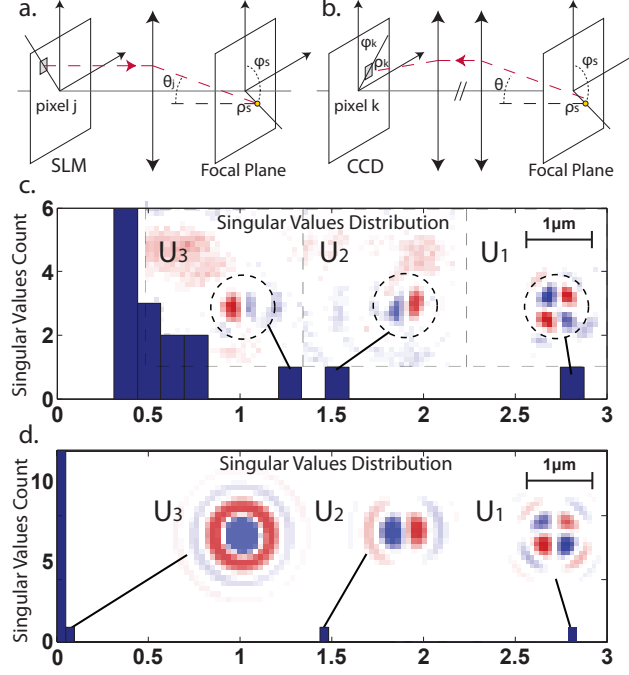 a.
b.
θj
φs
ρs
pixel j
SLM
Focal Plane
φk
ρk
θ
φs
ρs
pixel k
CCD
Focal Plane
c.
Singular Values Distribution
U3
U2
U1
1μm
Singular Values Count
6
4
2
0
0
0.5
1
1.5
2
2.5
3
d.
Singular Values Distribution
U3
U2
U1
1μm
Singular Values Count
10
5
0
0
0.5
1
1.5
2
2.5
3